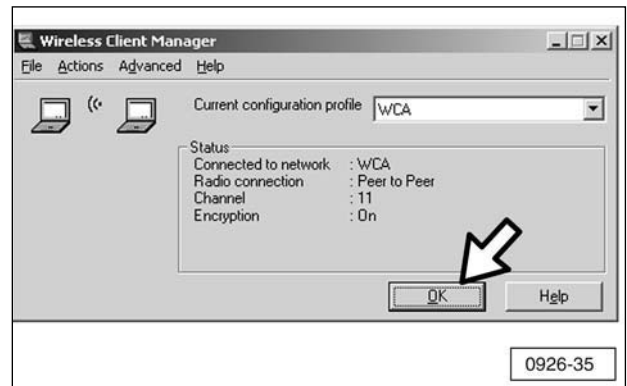 Wireless Client Manager
File Actions Advanced Help
Current configuration profile WCA
Status
Connected to network : WCA
Radio connection : Peer to Peer
Channel : 11
Encryption : On
OK Help
0926-35